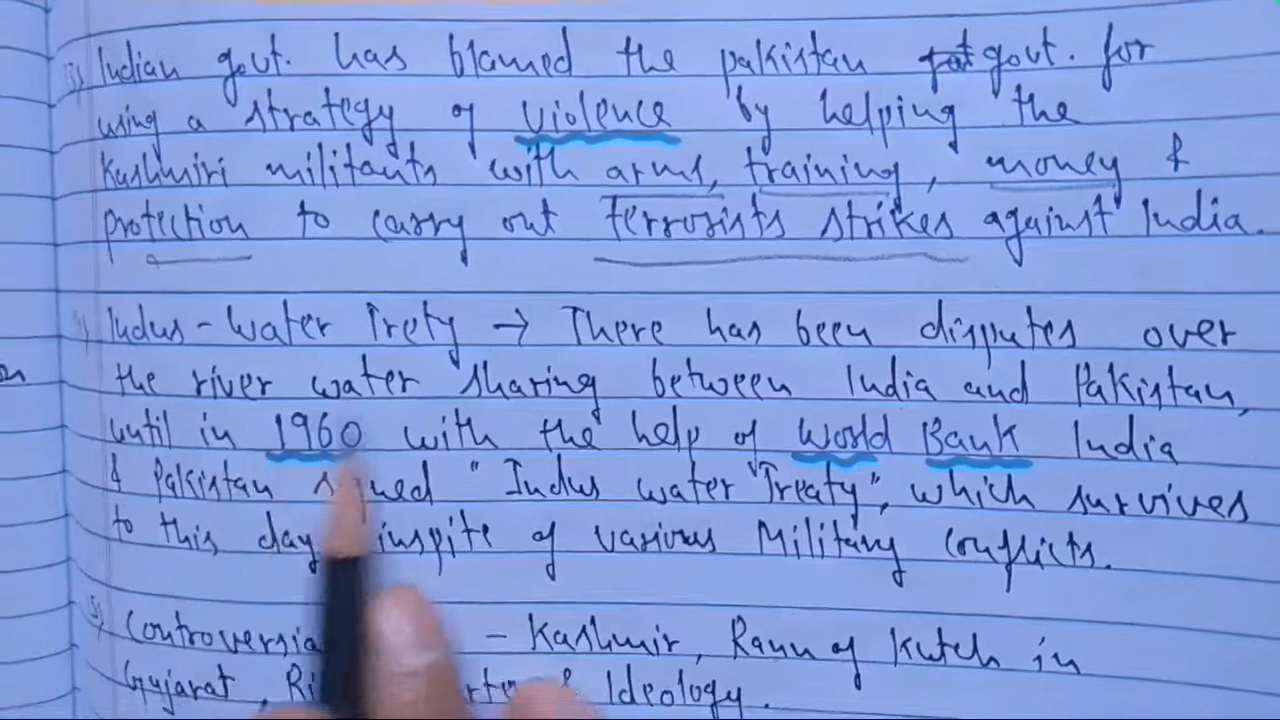 3) Indian govt. has blamed the pakistan govt. for
using a strategy of violence by helping the
Kashmiri militants with arms, training, money &
protection to carry out terrorists strikes against India.
4) Indus-Water Trety → There has been disputes over
the river water sharing between India and Pakistan,
until in 1960 with the help of World Bank India
& Pakistan "Indus water Treaty", which survives
to this day inspite of various Military conflicts.
5) - Kashmir, Rann of Kutch in
Gujarat, & Ideology.